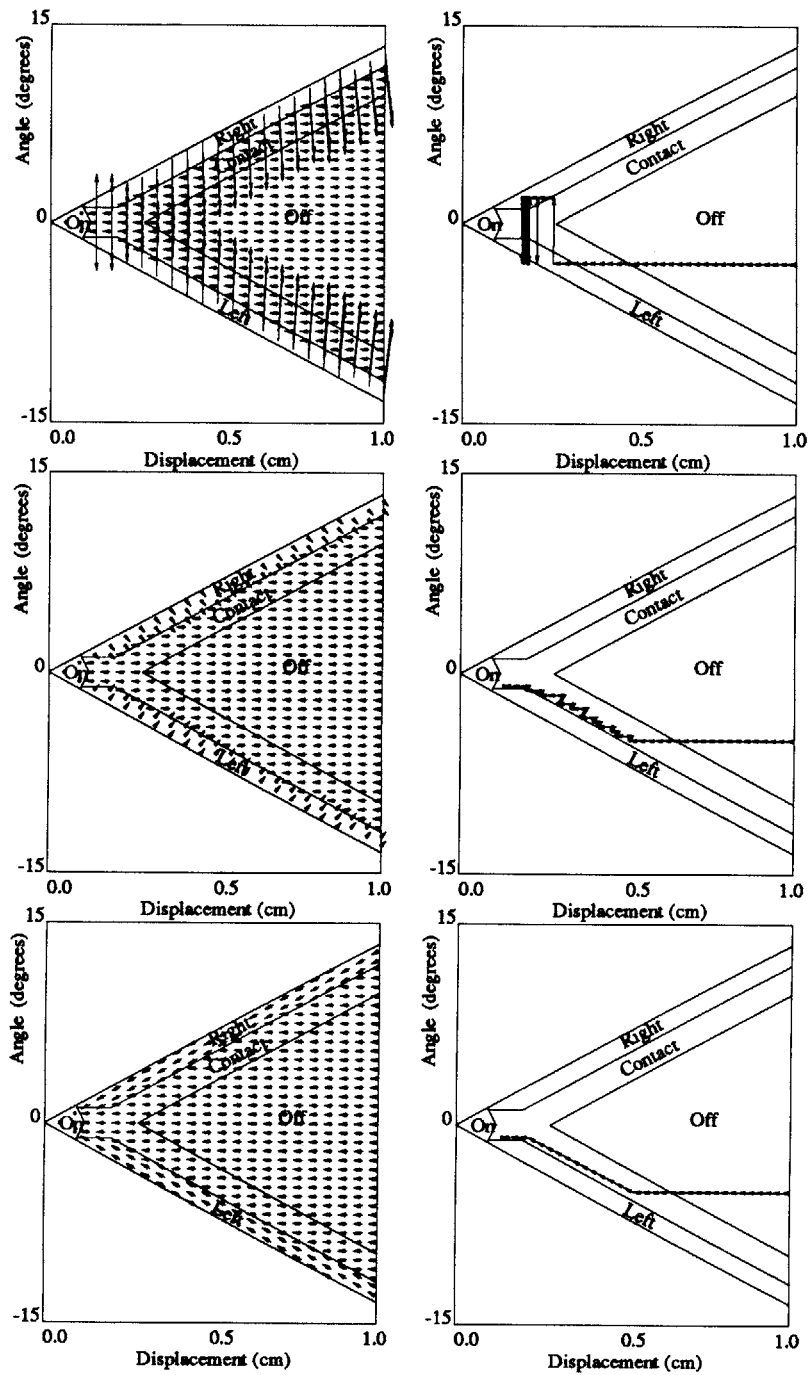 15
Angle (degrees)
0
-15
On
Right
Contact
Off
Left
0.0
0.5
1.0
Displacement (cm)
15
Angle (degrees)
0
-15
On
Right
Contact
Off
Left
0.0
0.5
1.0
Displacement (cm)
15
Angle (degrees)
0
-15
On
Right
Contact
Off
Left
0.0
0.5
1.0
Displacement (cm)
15
Angle (degrees)
0
-15
On
Right
Contact
Off
Left
0.0
0.5
1.0
Displacement (cm)
15
Angle (degrees)
0
-15
On
Right
Contact
Off
Left
0.0
0.5
1.0
Displacement (cm)
15
Angle (degrees)
0
-15
On
Right
Contact
Off
Left
0.0
0.5
1.0
Displacement (cm)